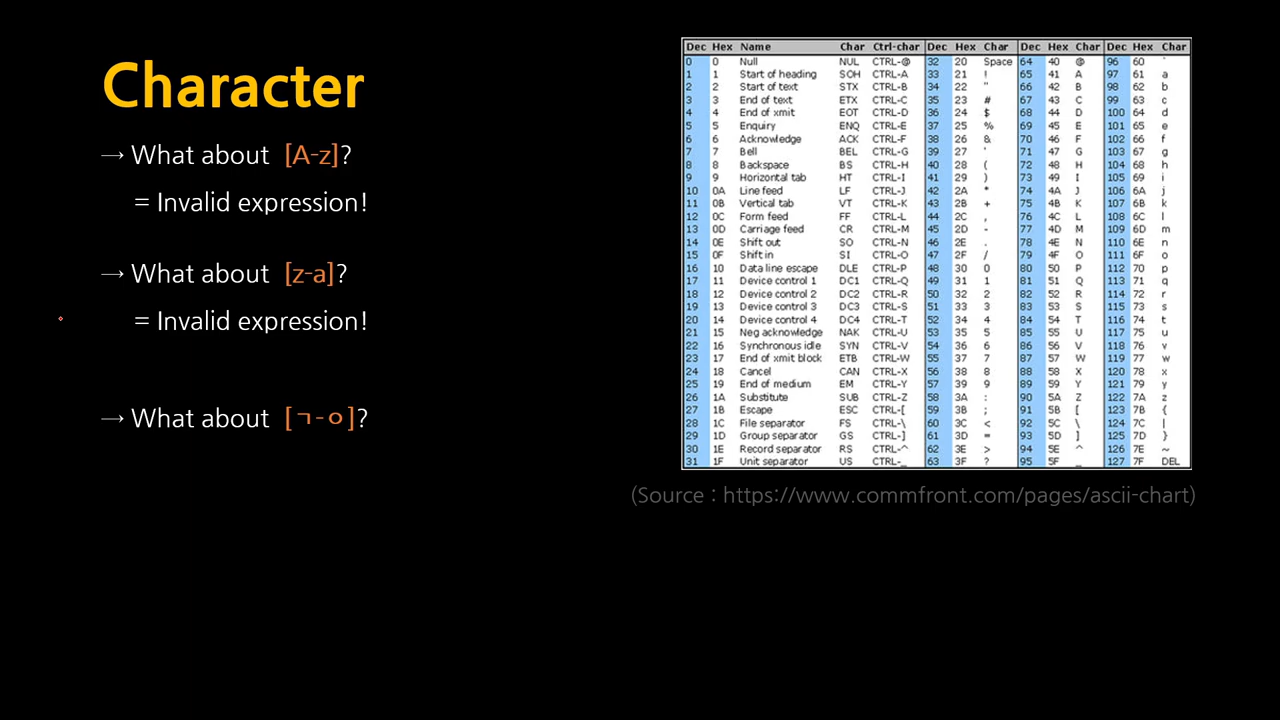 Character
→ What about [A-z]?
= Invalid expression!
→ What about [z-a]?
= Invalid expression!
→ What about [ㄱ-ㅇ]?
Dec Hex Name Char Ctrl-char Dec Hex Char Dec Hex Char Dec Hex Char
0 0 Null NUL CTRL-@ 32 20 Space 64 40 @ 96 60 `
1 1 Start of heading SOH CTRL-A 33 21 ! 65 41 A 97 61 a
2 2 Start of text STX CTRL-B 34 22 " 66 42 B 98 62 b
3 3 End of text ETX CTRL-C 35 23 # 67 43 C 99 63 c
4 4 End of xmit EOT CTRL-D 36 24 $ 68 44 D 100 64 d
5 5 Enquiry ENQ CTRL-E 37 25 % 69 45 E 101 65 e
6 6 Acknowledge ACK CTRL-F 38 26 & 70 46 F 102 66 f
7 7 Bell BEL CTRL-G 39 27 ' 71 47 G 103 67 g
8 8 Backspace BS CTRL-H 40 28 ( 72 48 H 104 68 h
9 9 Horizontal tab HT CTRL-I 41 29 ) 73 49 I 105 69 i
10 0A Line feed LF CTRL-J 42 2A * 74 4A J 106 6A j
11 0B Vertical tab VT CTRL-K 43 2B + 75 4B K 107 6B k
12 0C Form feed FF CTRL-L 44 2C , 76 4C L 108 6C l
13 0D Carriage feed CR CTRL-M 45 2D - 77 4D M 109 6D m
14 0E Shift out SO CTRL-N 46 2E . 78 4E N 110 6E n
15 0F Shift in SI CTRL-O 47 2F / 79 4F O 111 6F o
16 10 Data line escape DLE CTRL-P 48 30 0 80 50 P 112 70 p
17 11 Device control 1 DC1 CTRL-Q 49 31 1 81 51 Q 113 71 q
18 12 Device control 2 DC2 CTRL-R 50 32 2 82 52 R 114 72 r
19 13 Device control 3 DC3 CTRL-S 51 33 3 83 53 S 115 73 s
20 14 Device control 4 DC4 CTRL-T 52 34 4 84 54 T 116 74 t
21 15 Neg acknowledge NAK CTRL-U 53 35 5 85 55 U 117 75 u
22 16 Synchronous idle SYN CTRL-V 54 36 6 86 56 V 118 76 v
23 17 End of xmit block ETB CTRL-W 55 37 7 87 57 W 119 77 w
24 18 Cancel CAN CTRL-X 56 38 8 88 58 X 120 78 x
25 19 End of medium EM CTRL-Y 57 39 9 89 59 Y 121 79 y
26 1A Substitute SUB CTRL-Z 58 3A : 90 5A Z 122 7A z
27 1B Escape ESC CTRL-[ 59 3B ; 91 5B [ 123 7B {
28 1C File separator FS CTRL-\ 60 3C < 92 5C \ 124 7C |
29 1D Group separator GS CTRL-] 61 3D = 93 5D ] 125 7D }
30 1E Record separator RS CTRL-^ 62 3E > 94 5E ^ 126 7E ~
31 1F Unit separator US CTRL-_ 63 3F ? 95 5F _ 127 7F DEL
(Source : https://www.commfront.com/pages/ascii-chart)